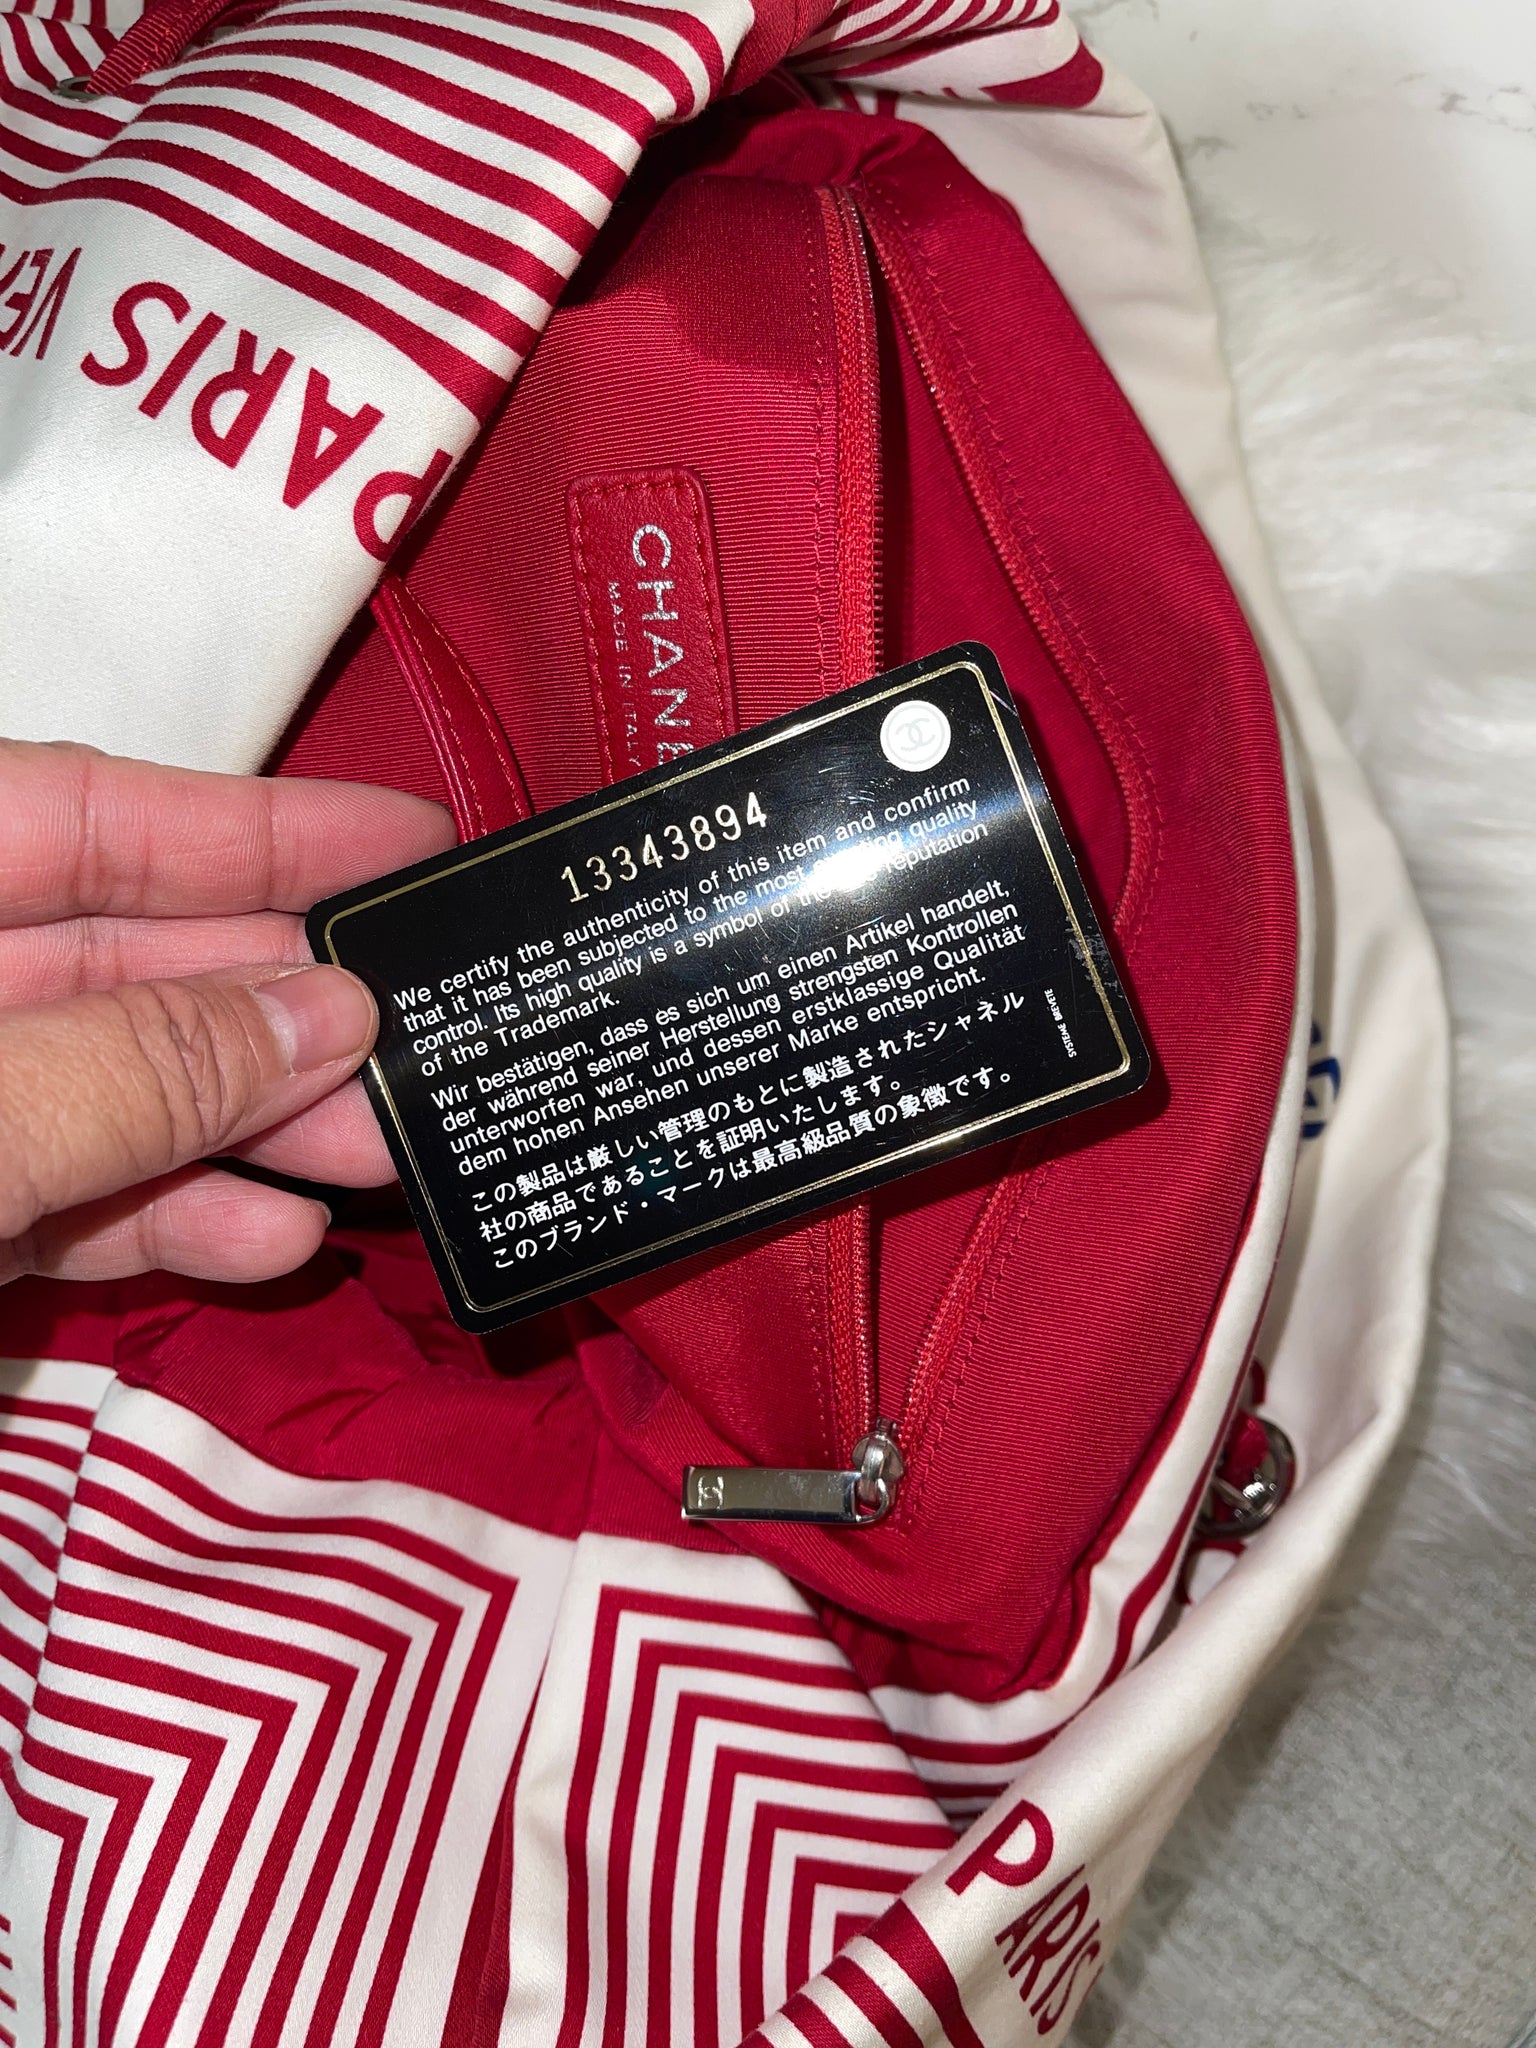 PARIS
CHANE
MADE IN ITALY
13343894
We certify the authenticity of this item and confirm
that it has been subjected to the most quality
control. Its high quality is a symbol of the reputation
of the Trademark.
Wir bestätigen, dass es sich um einen Artikel handelt,
der während seiner Herstellung strengsten Kontrollen
unterworfen war, und dessen erstklassige Qualität
dem hohen Ansehen unserer Marke entspricht.
この製品は厳しい管理のもとに製造されたシャネル
社の商品であることを証明いたします。
このブランド・マークは最高級品質の象徴です。
SYSTEME BREVETE
PARIS